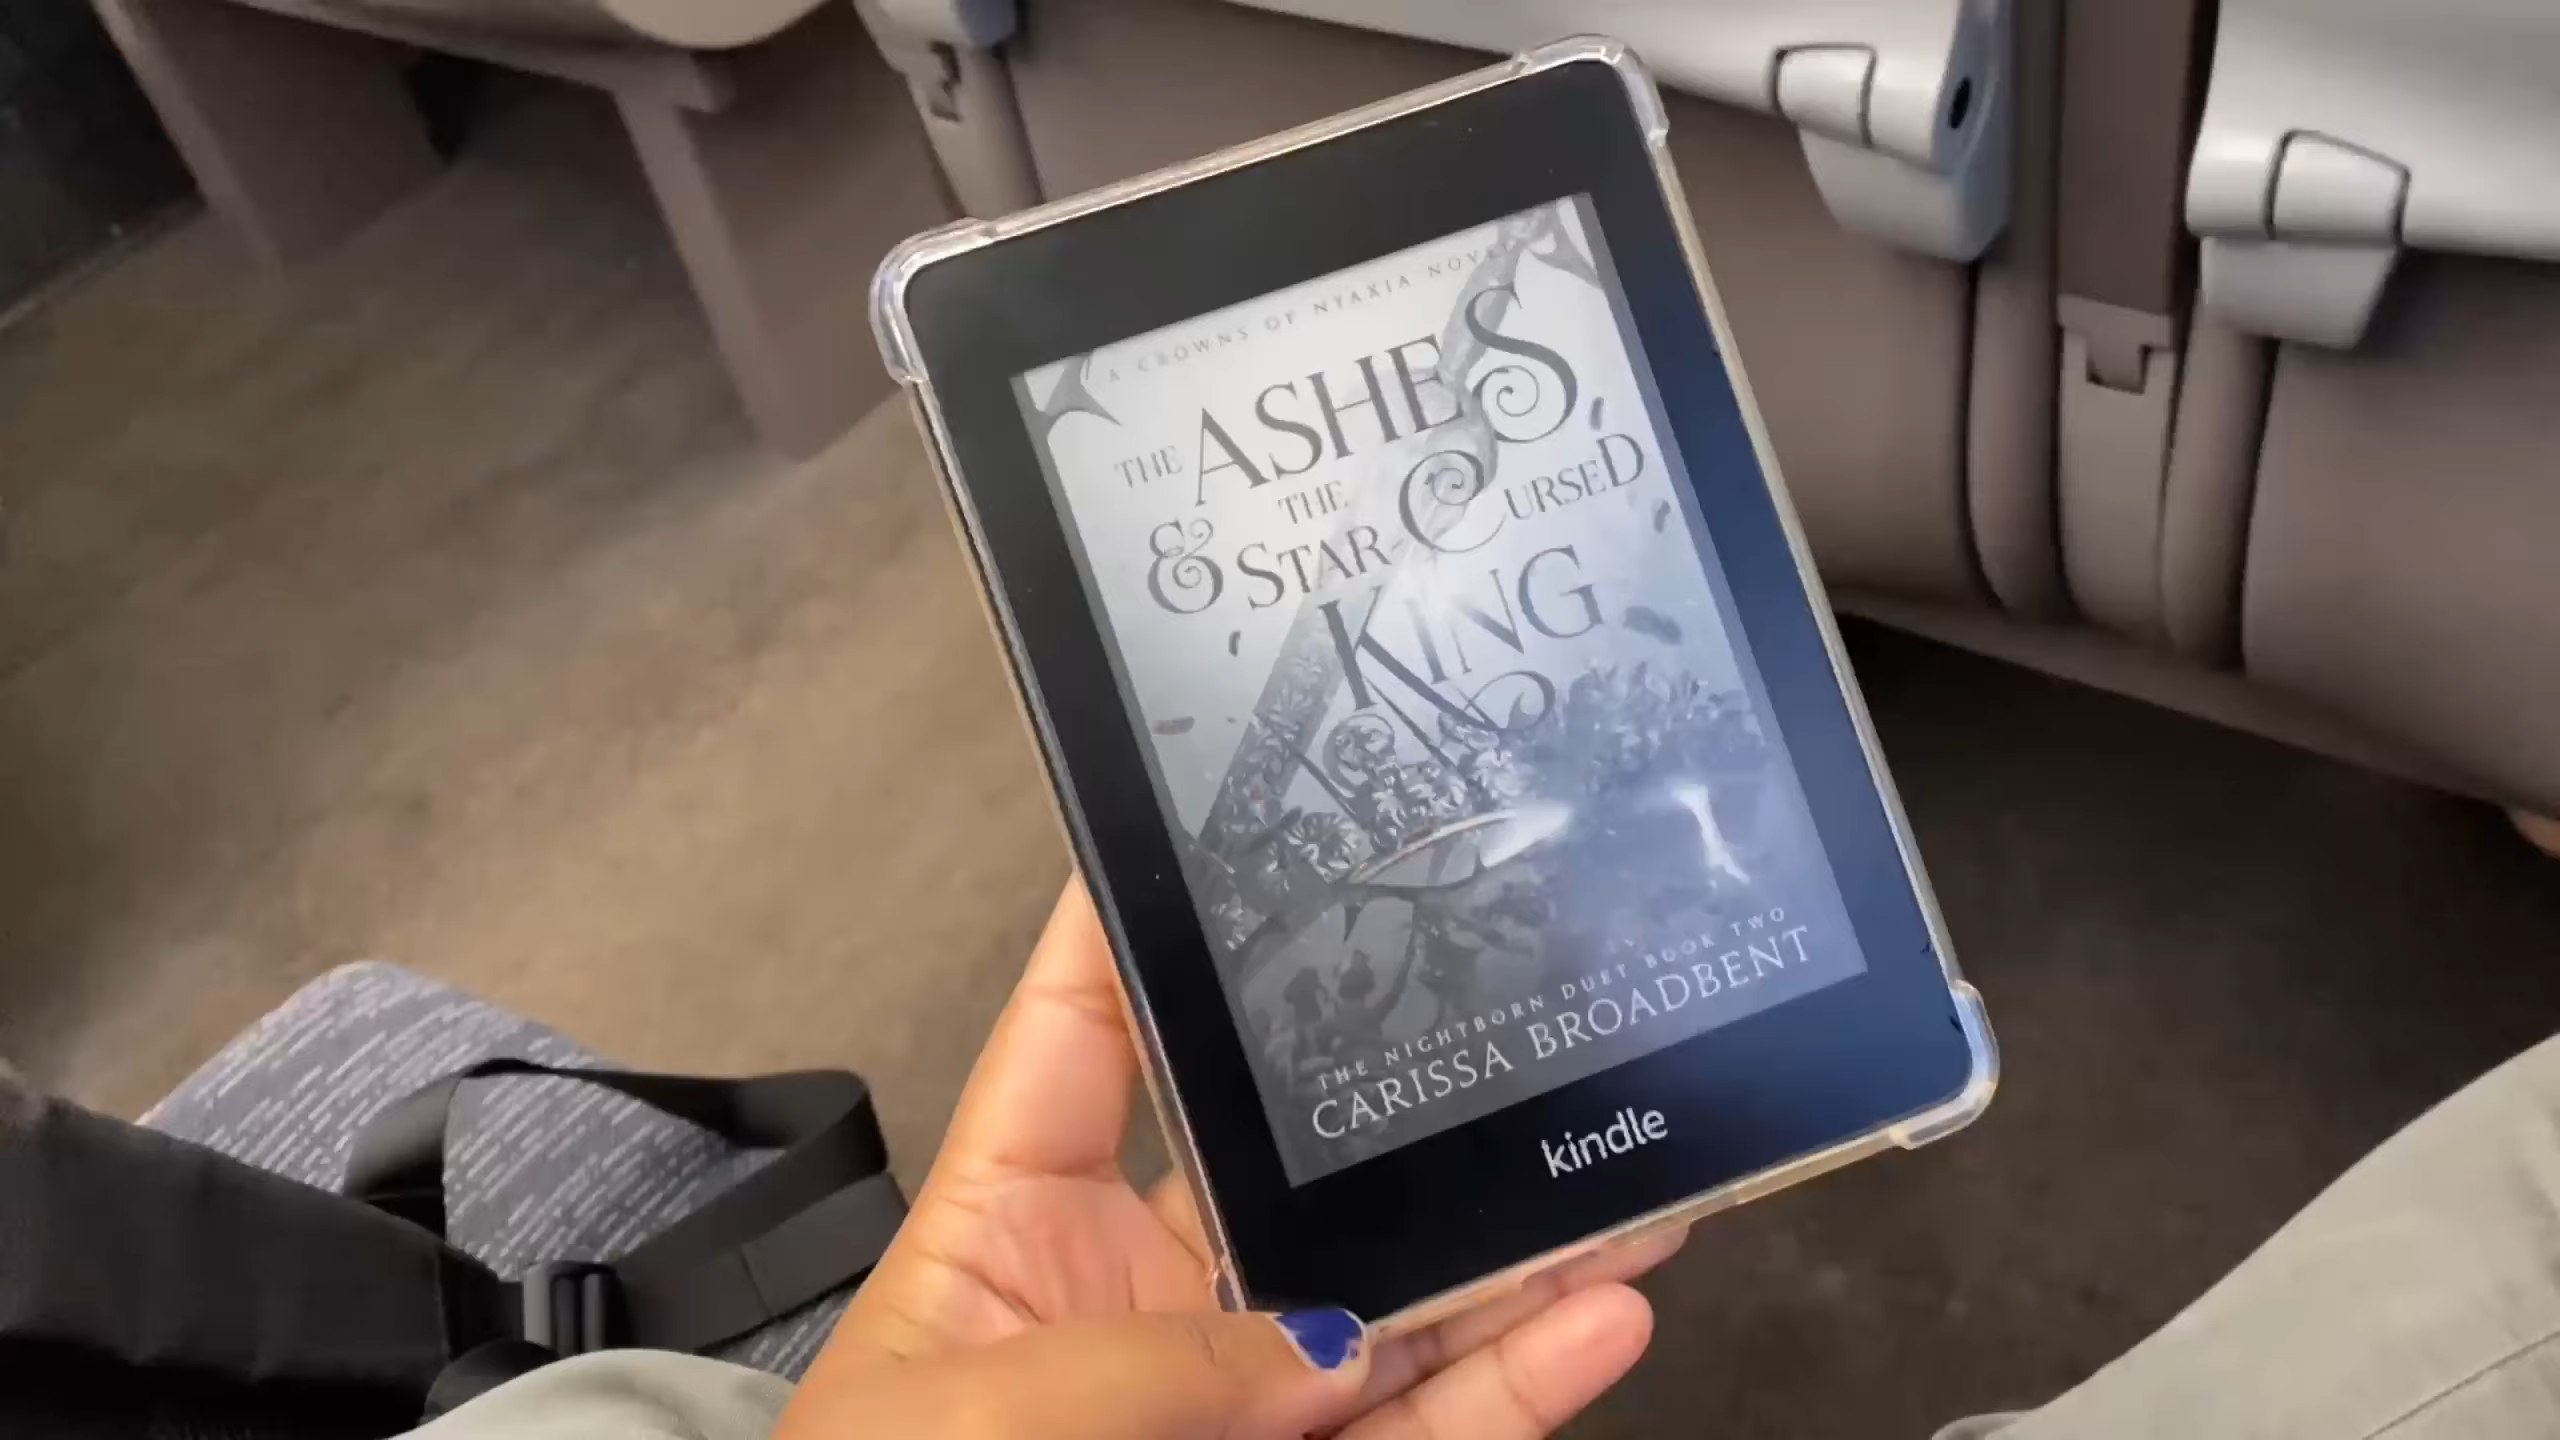 A CROWNS OF NYAXIA NOVEL
THE ASHES
& THE
STAR-CURSED
KING
THE NIGHTBORN DUET BOOK TWO
CARISSA BROADBENT
kindle